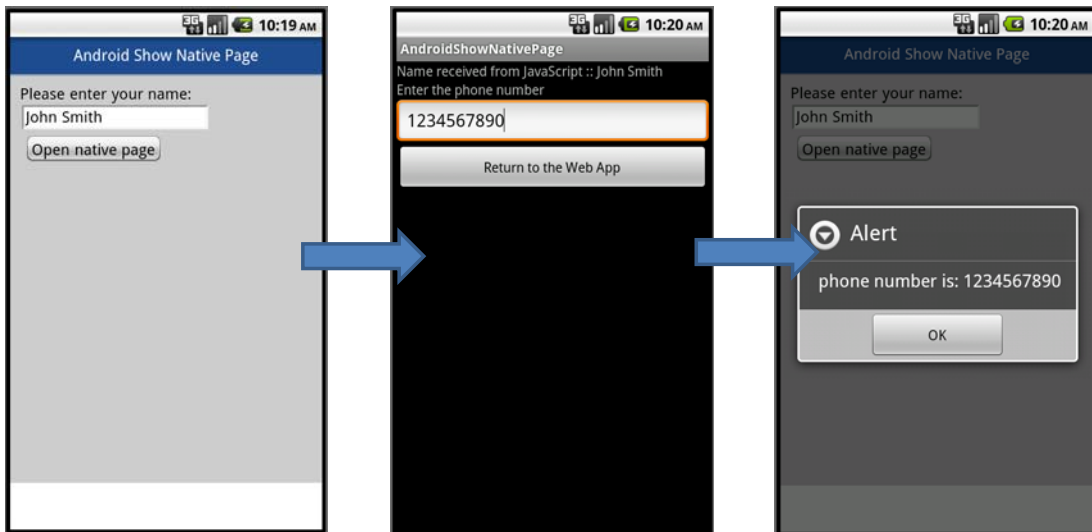 3G 10:19 AM
Android Show Native Page
Please enter your name:
John Smith
Open native page
3G 10:20 AM
AndroidShowNativePage
Name received from JavaScript :: John Smith
Enter the phone number
1234567890
Return to the Web App
3G 10:20 AM
Android Show Native Page
Please enter your name:
John Smith
Open native page
Alert
phone number is: 1234567890
OK